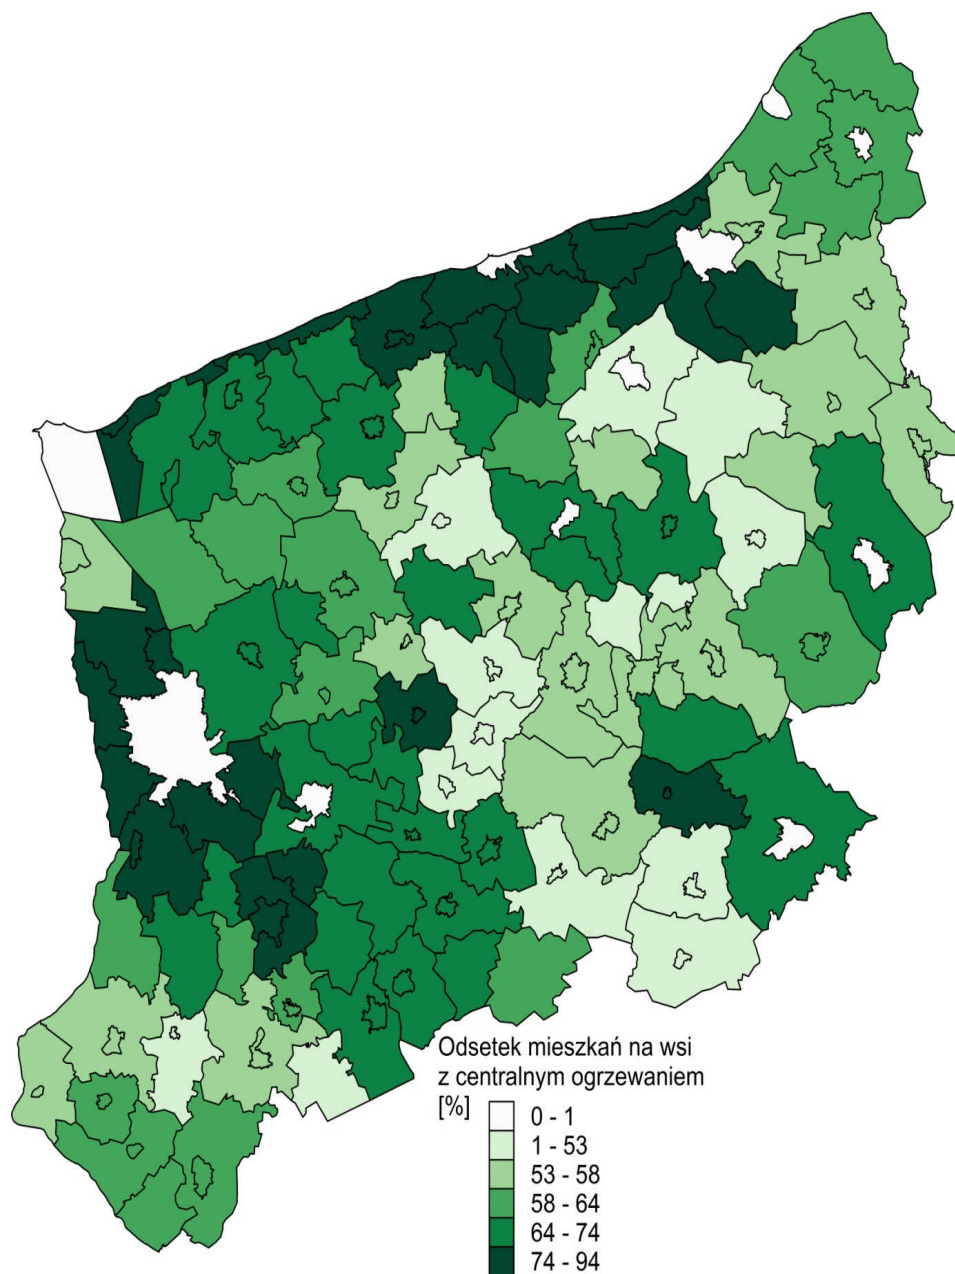 Odsetek mieszkań na wsi
z centralnym ogrzewaniem
[%]
0 - 1
1 - 53
53 - 58
58 - 64
64 - 74
74 - 94